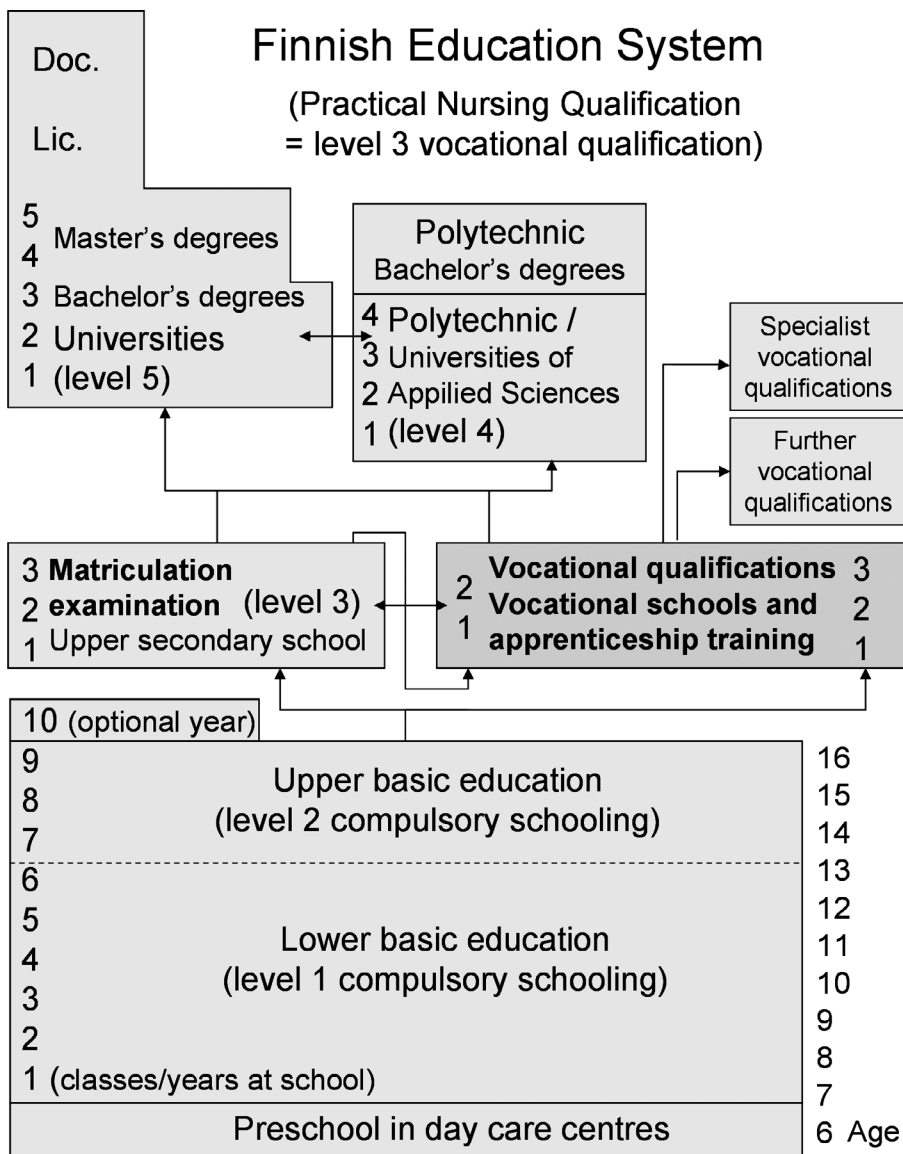 Finnish Education System
(Practical Nursing Qualification
= level 3 vocational qualification)
Doc.
Lic.
5
4
Master's degrees
3 Bachelor's degrees
2 Universities
1 (level 5)
Polytechnic
Bachelor's degrees
4 Polytechnic /
3 Universities of
2 Appilied Sciences
1 (level 4)
Specialist
vocational
qualifications
Further
vocational
qualifications
3 Matriculation
2 examination (level 3)
1 Upper secondary school
2
1
Vocational qualifications 3
Vocational schools and 2
apprenticeship training 1
10 (optional year)
9
8
7
Upper basic education
(level 2 compulsory schooling)
6
5
4
3
2
1 (classes/years at school)
Lower basic education
(level 1 compulsory schooling)
Preschool in day care centres
16
15
14
13
12
11
10
9
8
7
6 Age